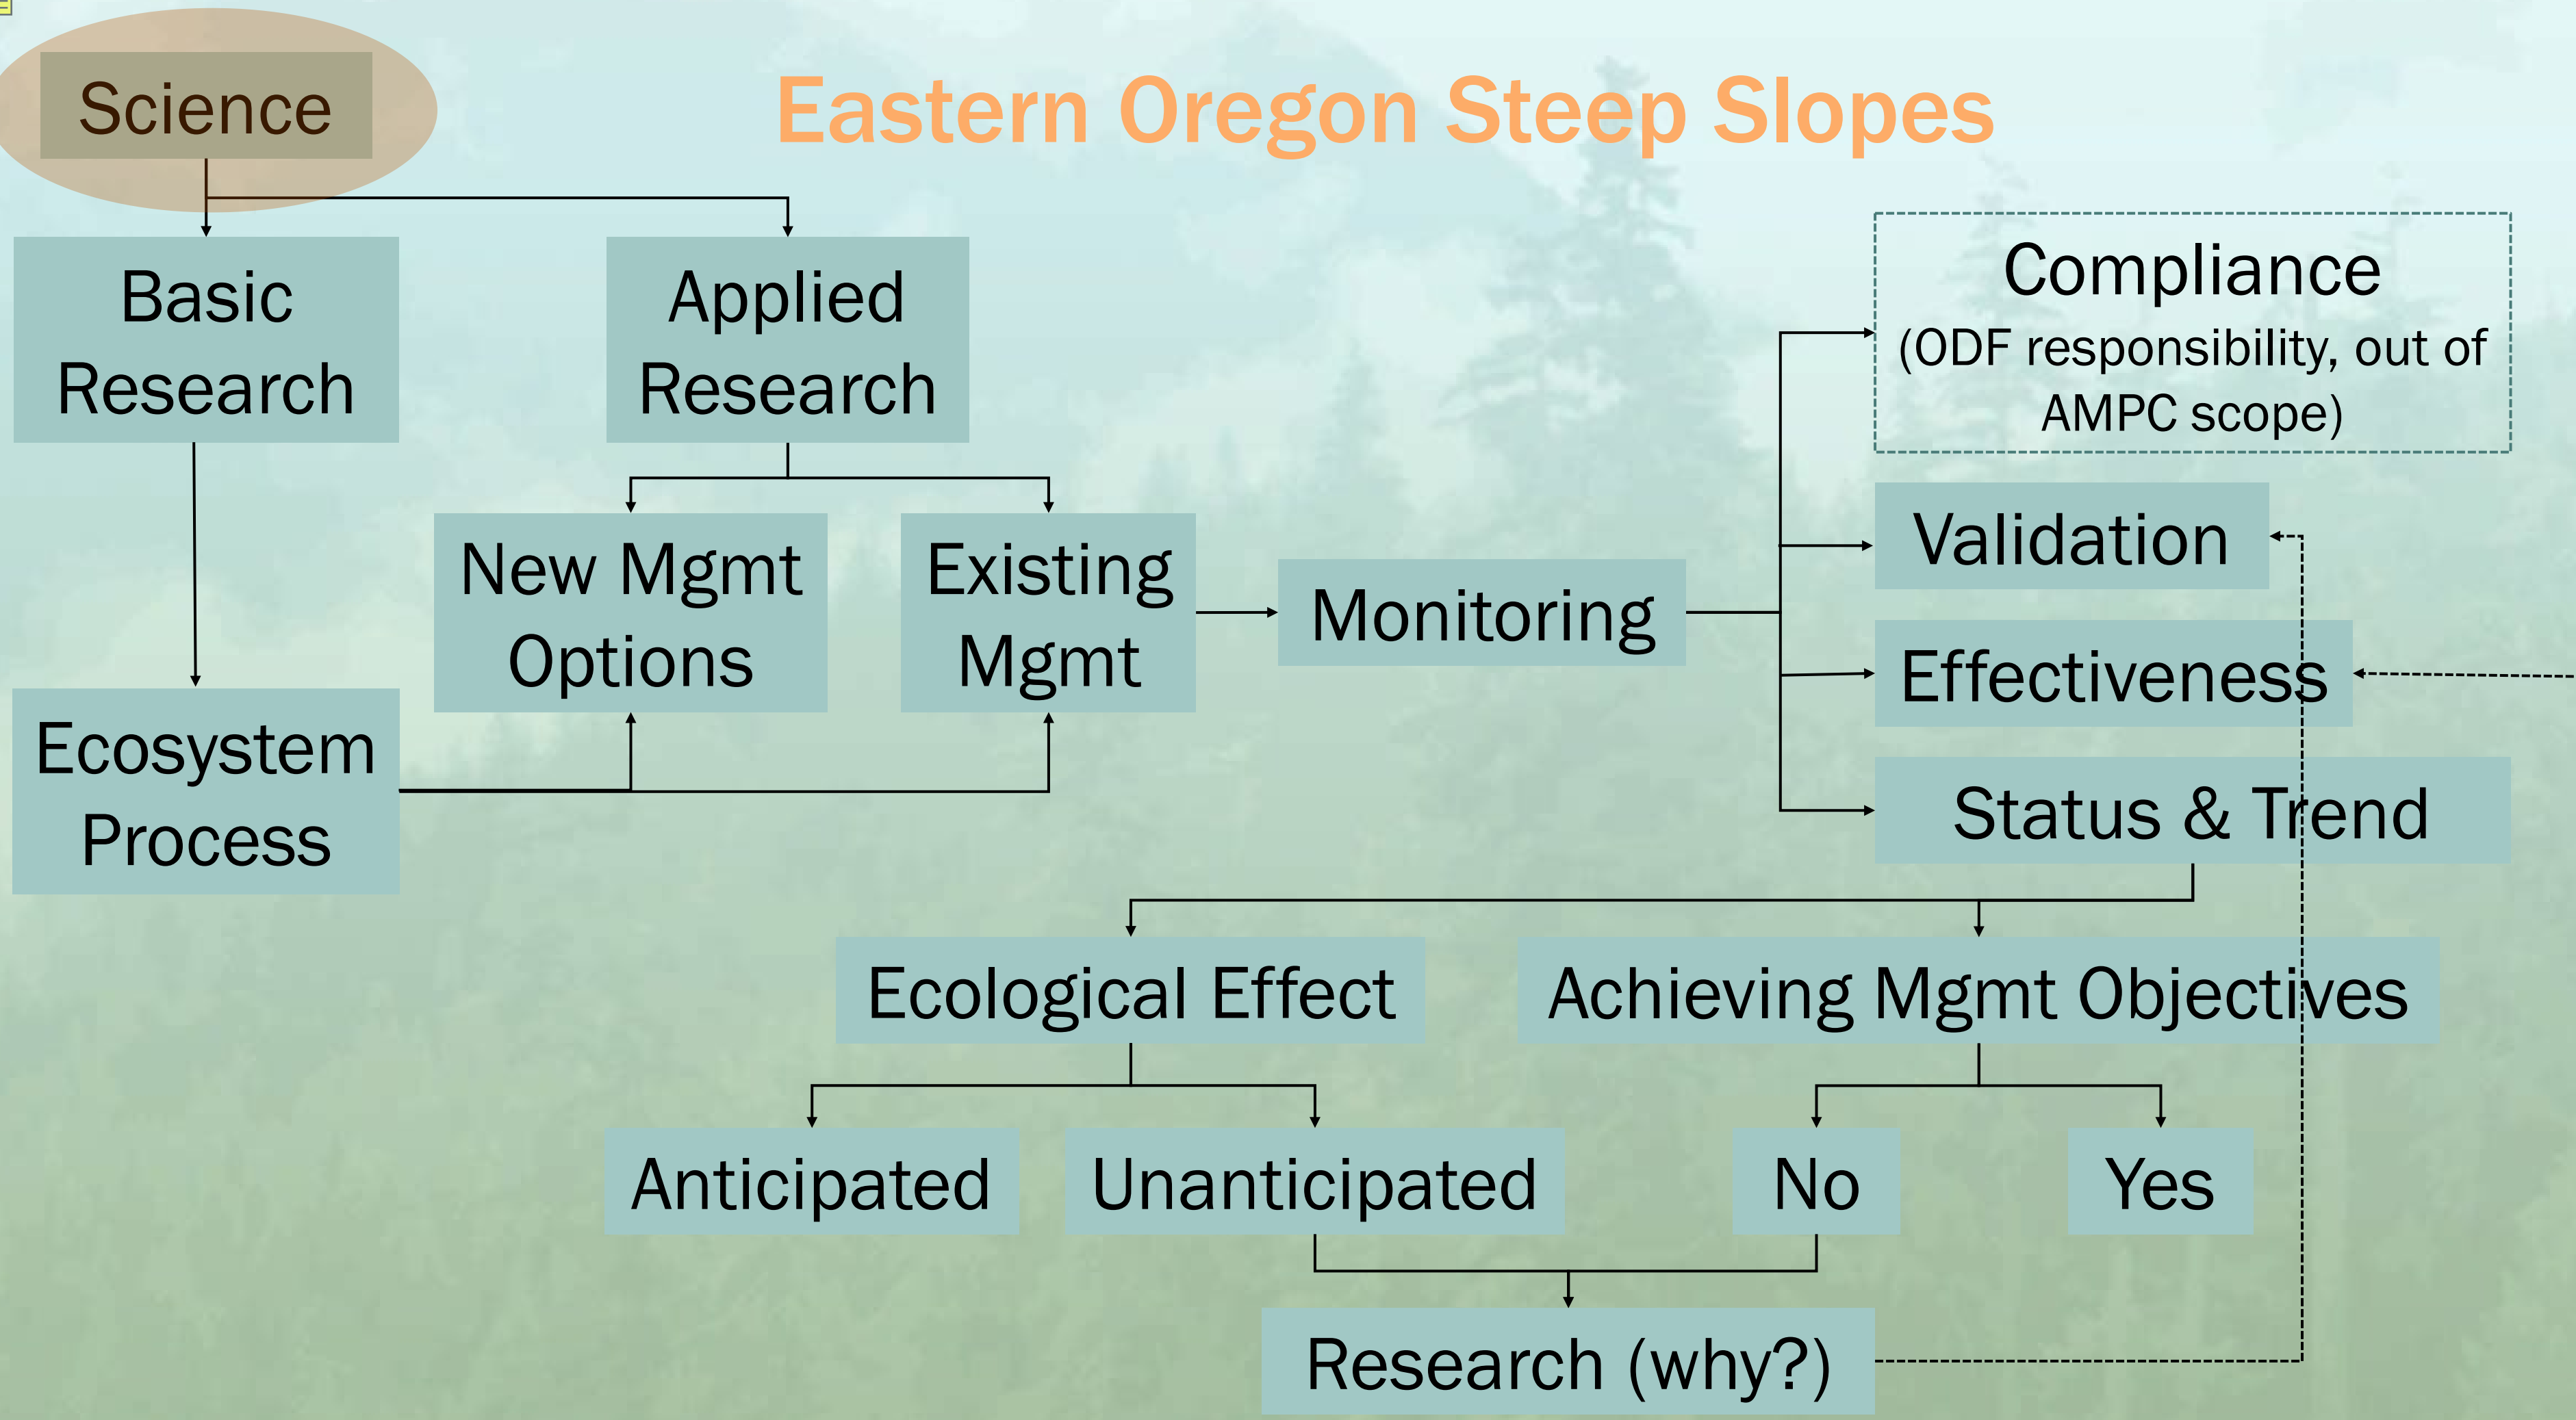 Science
Eastern Oregon Steep Slopes
Basic
Research
Applied
Research
Compliance
(ODF responsibility, out of
AMPC scope)
New Mgmt
Options
Existing
Mgmt
Monitoring
Validation
Effectiveness
Status & Trend
Ecosystem
Process
Ecological Effect
Achieving Mgmt Objectives
Anticipated
Unanticipated
No
Yes
Research (why?)